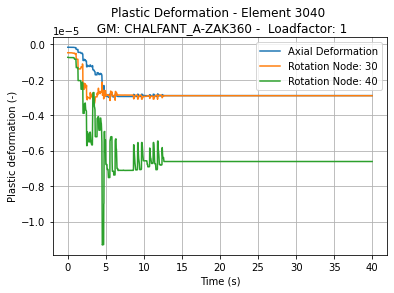 Plastic Deformation - Element 3040
GM: CHALFANT_A-ZAK360 - Loadfactor: 1
1e−5
Axial Deformation
Rotation Node: 30
Rotation Node: 40
Plastic deformation (-)
0.0
−0.2
−0.4
−0.6
−0.8
−1.0
0 5 10 15 20 25 30 35 40
Time (s)